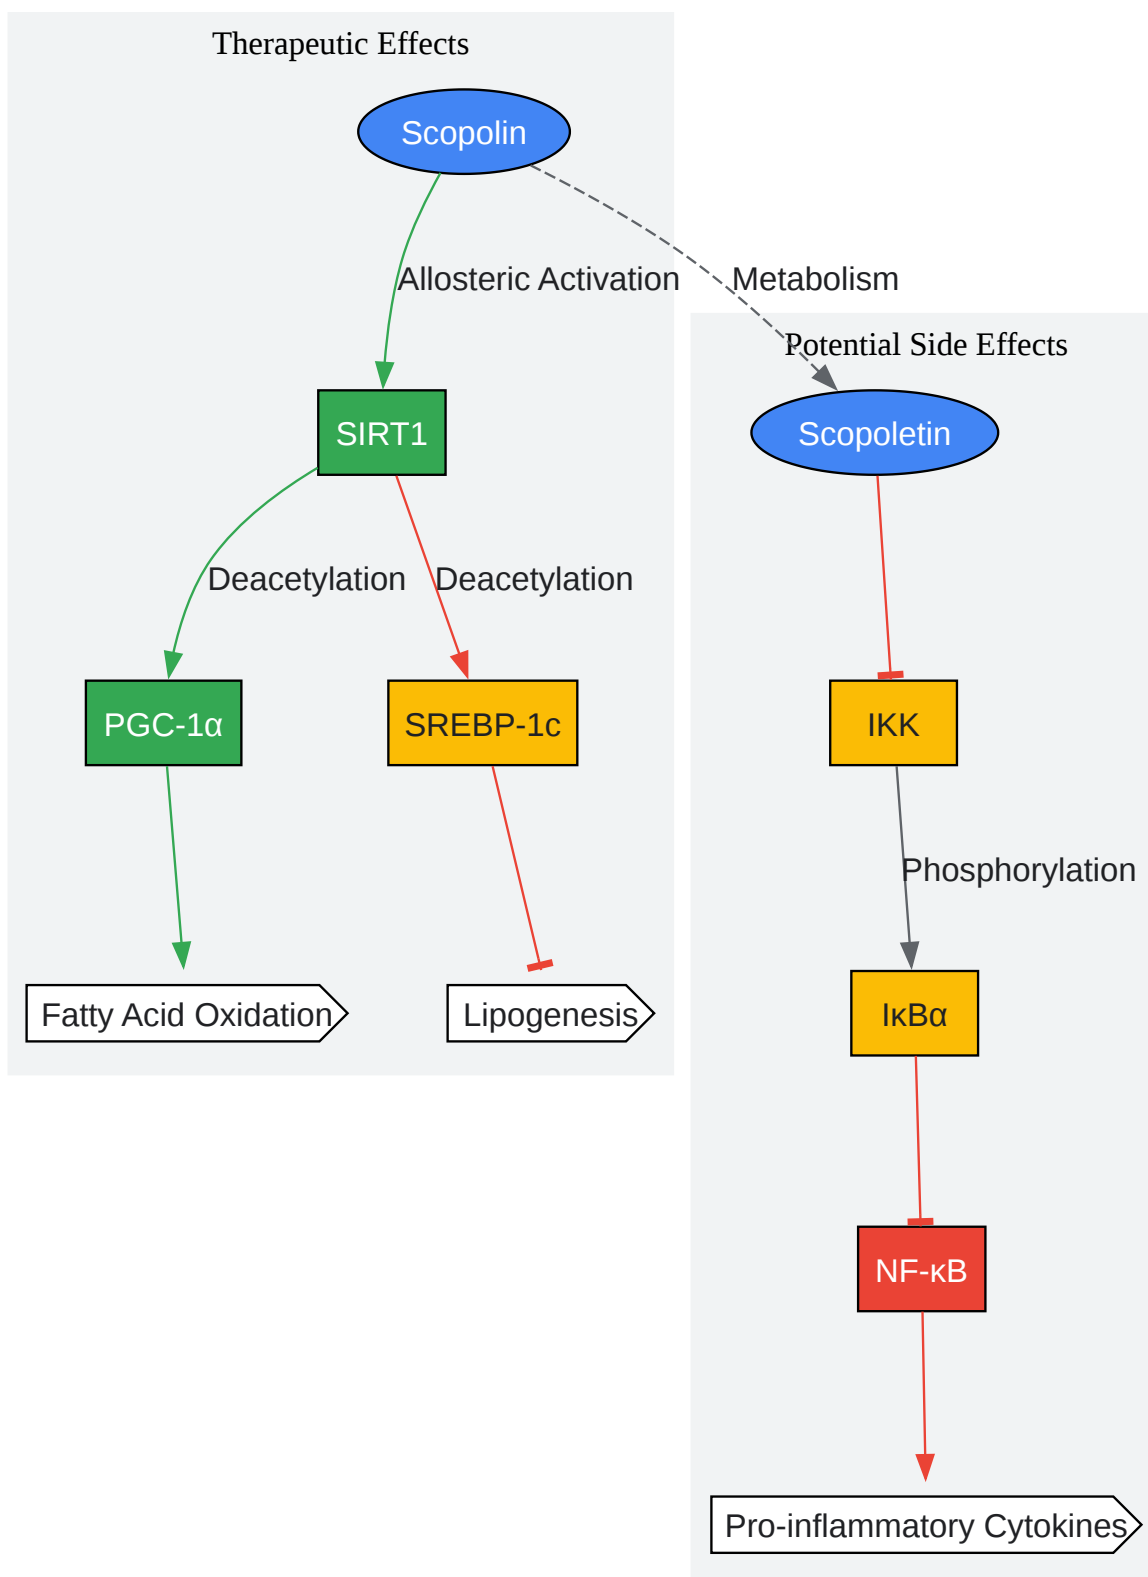 Therapeutic Effects
Scopolin
Allosteric Activation
Metabolism
Potential Side Effects
SIRT1
Scopoletin
Deacetylation
Deacetylation
PGC-1α
SREBP-1c
IKK
Phosphorylation
Fatty Acid Oxidation
Lipogenesis
IκBα
NF-κB
Pro-inflammatory Cytokines